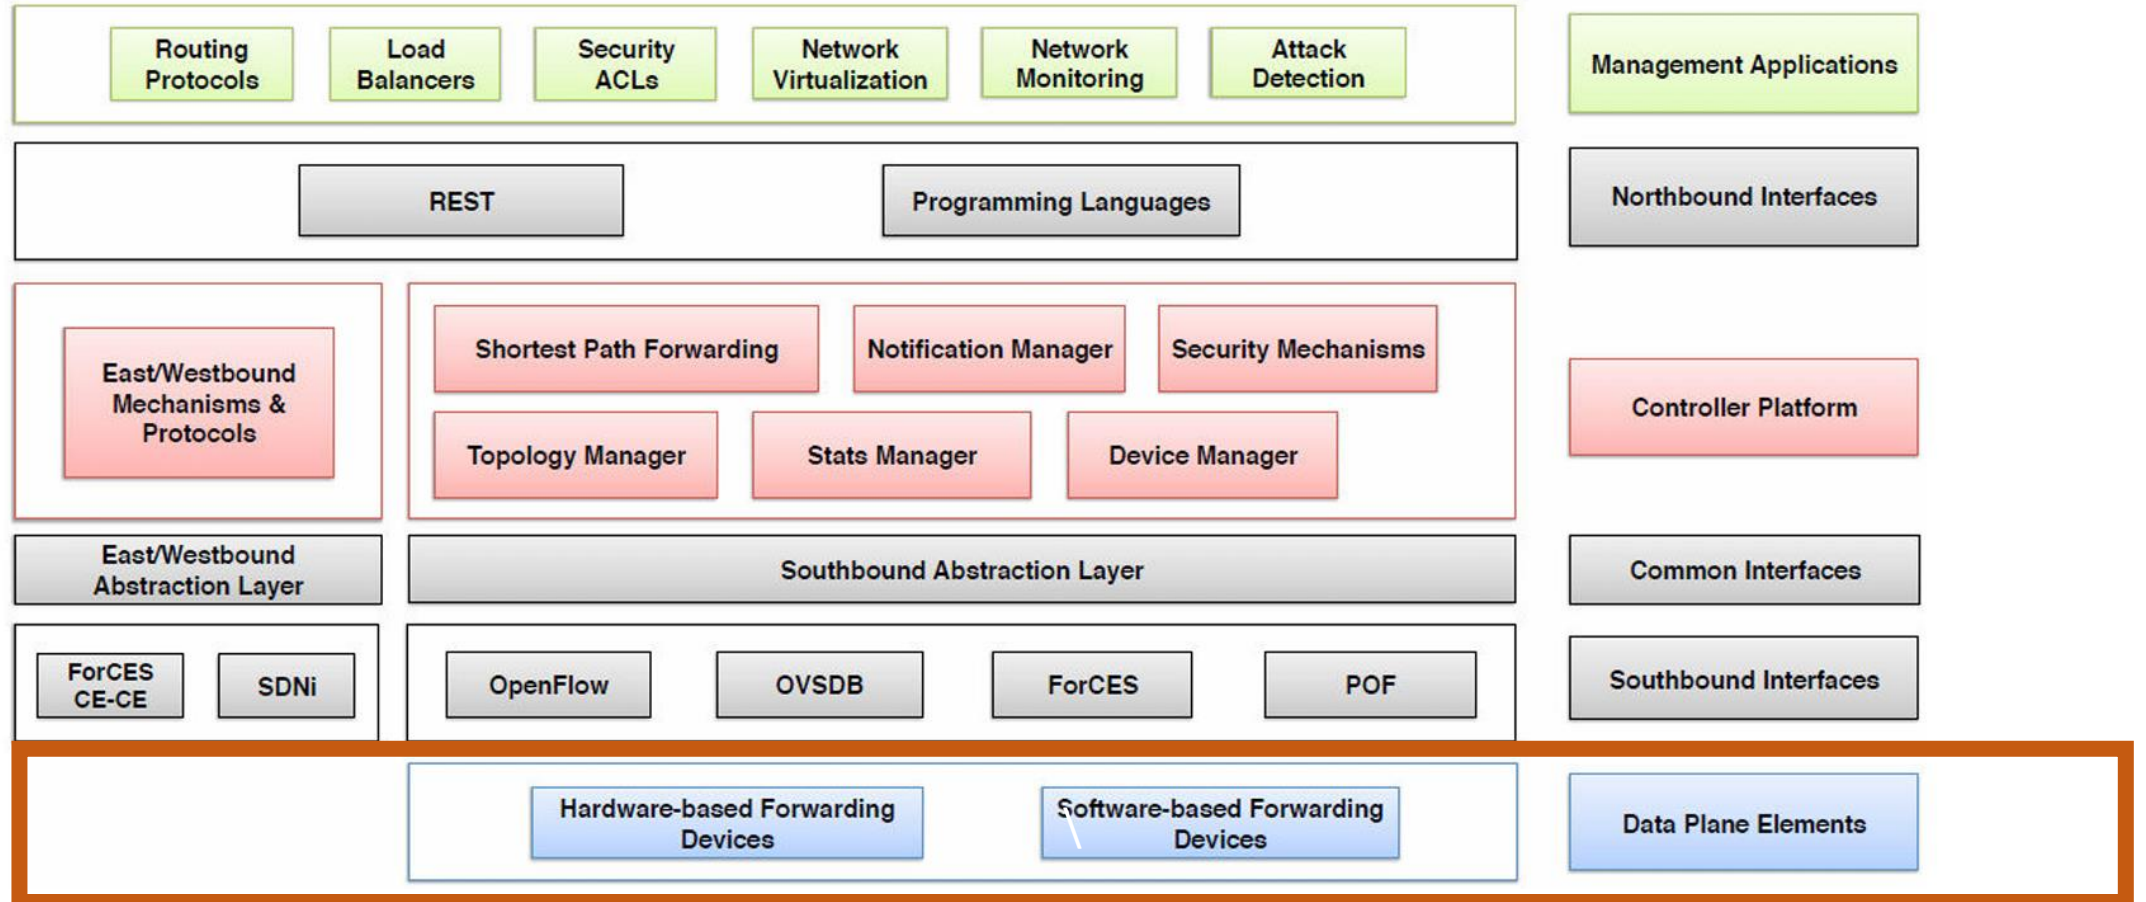 Routing
Protocols
Load
Balancers
Security
ACLs
Network
Virtualization
Network
Monitoring
Attack
Detection
Management Applications
REST
Programming Languages
Northbound Interfaces
East/Westbound
Mechanisms &
Protocols
Shortest Path Forwarding
Notification Manager
Security Mechanisms
Topology Manager
Stats Manager
Device Manager
Controller Platform
East/Westbound
Abstraction Layer
Southbound Abstraction Layer
Common Interfaces
ForCES
CE-CE
SDNi
OpenFlow
OVSDB
ForCES
POF
Southbound Interfaces
Hardware-based Forwarding
Devices
Software-based Forwarding
Devices
\
Data Plane Elements